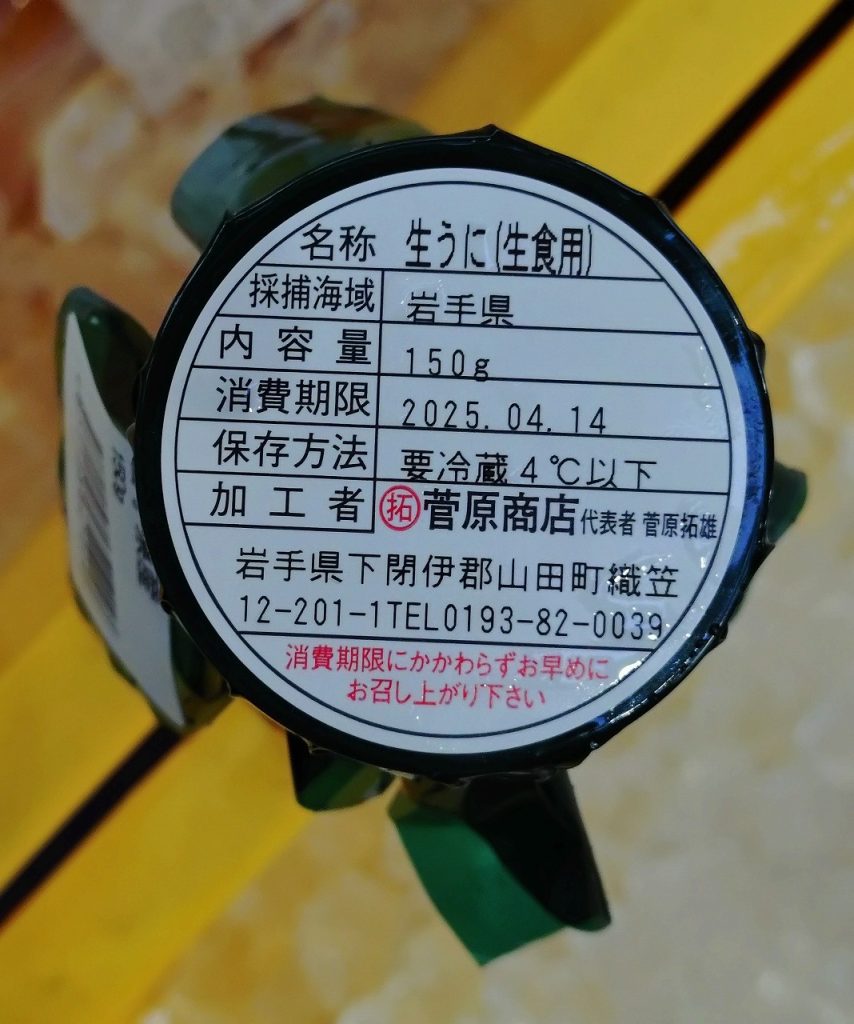 名称 生うに(生食用)
採捕海域 岩手県
内容量 150g
消費期限 2025.04.14
保存方法 要冷蔵4℃以下
加工者 拓 菅原商店 代表者 菅原拓雄
岩手県下閉伊郡山田町織笠
12-201-1TEL0193-82-0039
消費期限にかかわらずお早めに
お召し上がり下さい